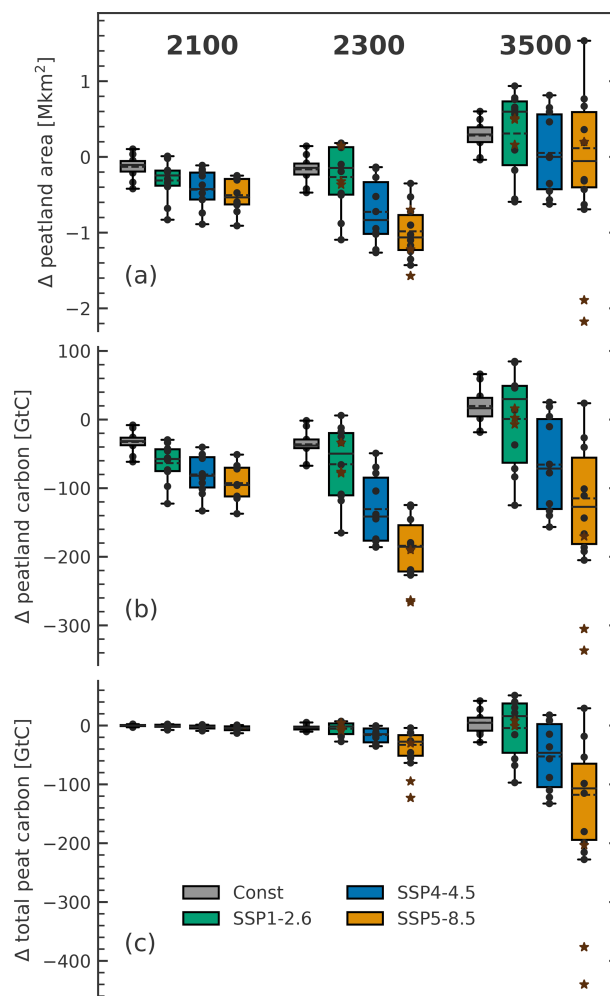 2100 2300 3500
Δ peatland area [Mkm²]
1
0
−1
−2
(a)
Δ peatland carbon [GtC]
100
0
−100
−200
−300
(b)
Δ total peat carbon [GtC]
0
−100
−200
−300
−400
Const SSP4-4.5
SSP1-2.6 SSP5-8.5
(c)